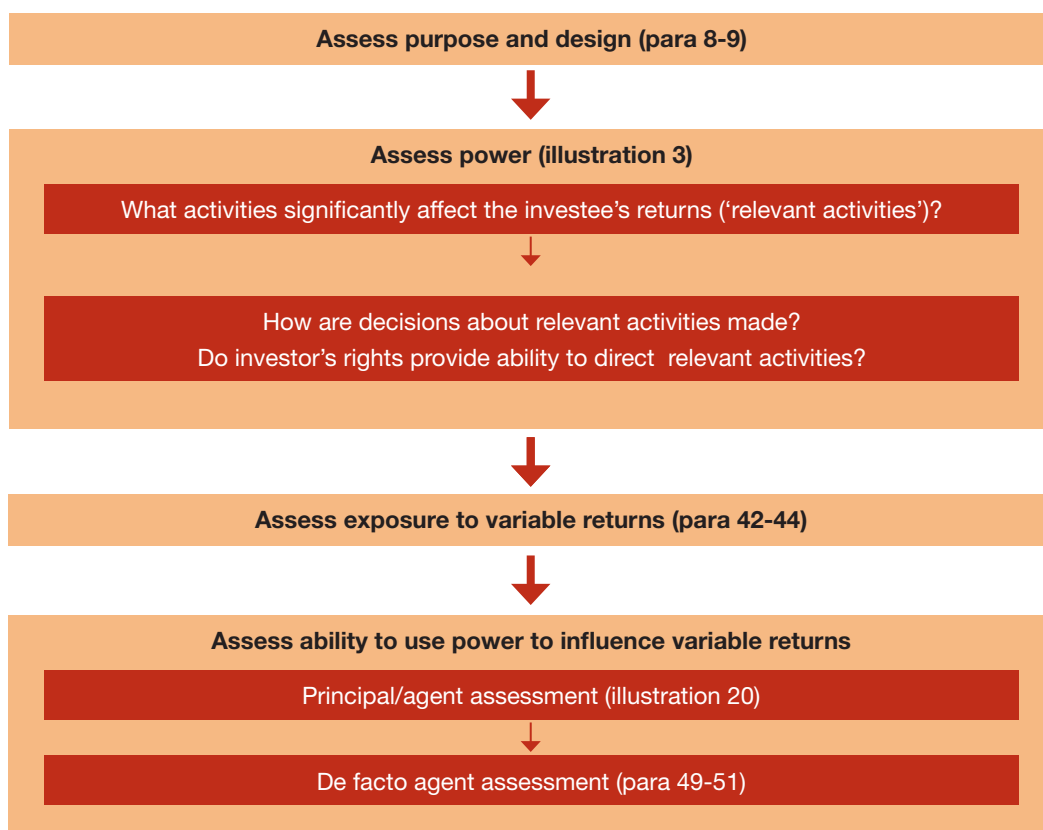 Assess purpose and design (para 8-9)
Assess power (illustration 3)
What activities significantly affect the investee's returns (‘relevant activities’)?
How are decisions about relevant activities made?
Do investor's rights provide ability to direct relevant activities?
Assess exposure to variable returns (para 42-44)
Assess ability to use power to influence variable returns
Principal/agent assessment (illustration 20)
De facto agent assessment (para 49-51)